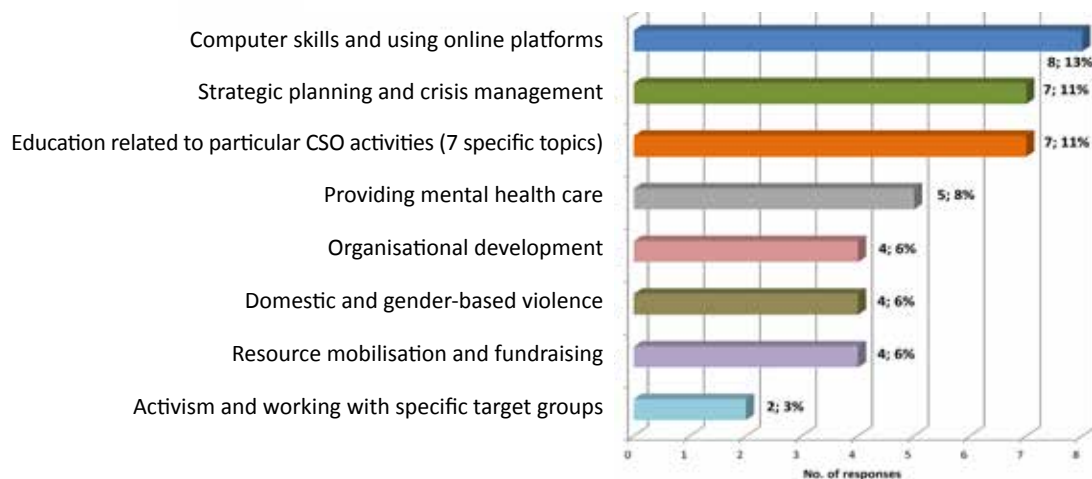 Computer skills and using online platforms
8; 13%
Strategic planning and crisis management
7; 11%
Education related to particular CSO activities (7 specific topics)
7; 11%
Providing mental health care
5; 8%
Organisational development
4; 6%
Domestic and gender-based violence
4; 6%
Resource mobilisation and fundraising
4; 6%
Activism and working with specific target groups
2; 3%
0 1 2 3 4 5 6 7 8
No. of responses